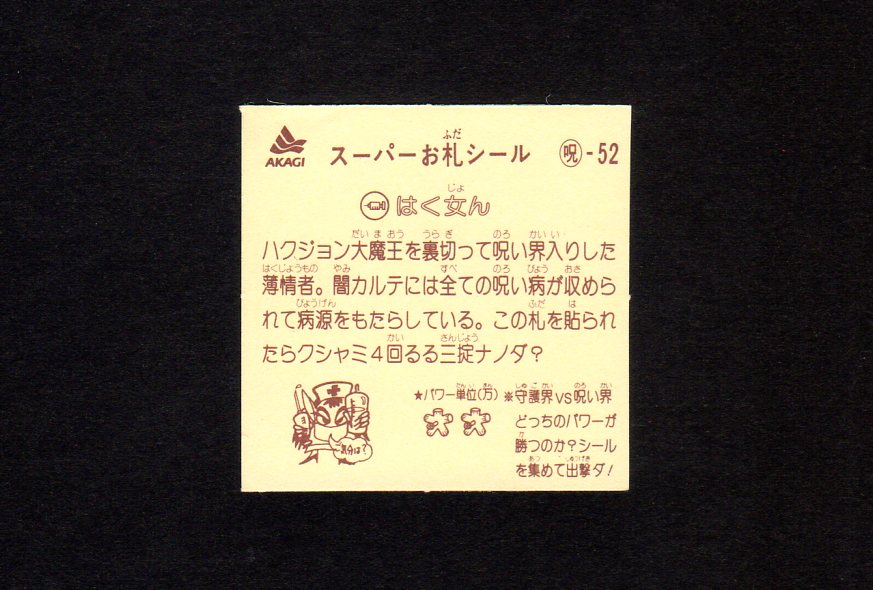 AKAGI
スーパーお札シール ㊙-52
はく女ん
ハクジョン大魔王を裏切って呪い界入りした
薄情者。闇カルテには全ての呪い病が収めら
れて病源をもたらしている。この札を貼られ
たらクシャミ4回るる三掟ナノダ?
気分は?
★パワー単位(万)
※守護界VS呪い界
どっちのパワーが
勝つのか?シール
を集めて出撃ダ!